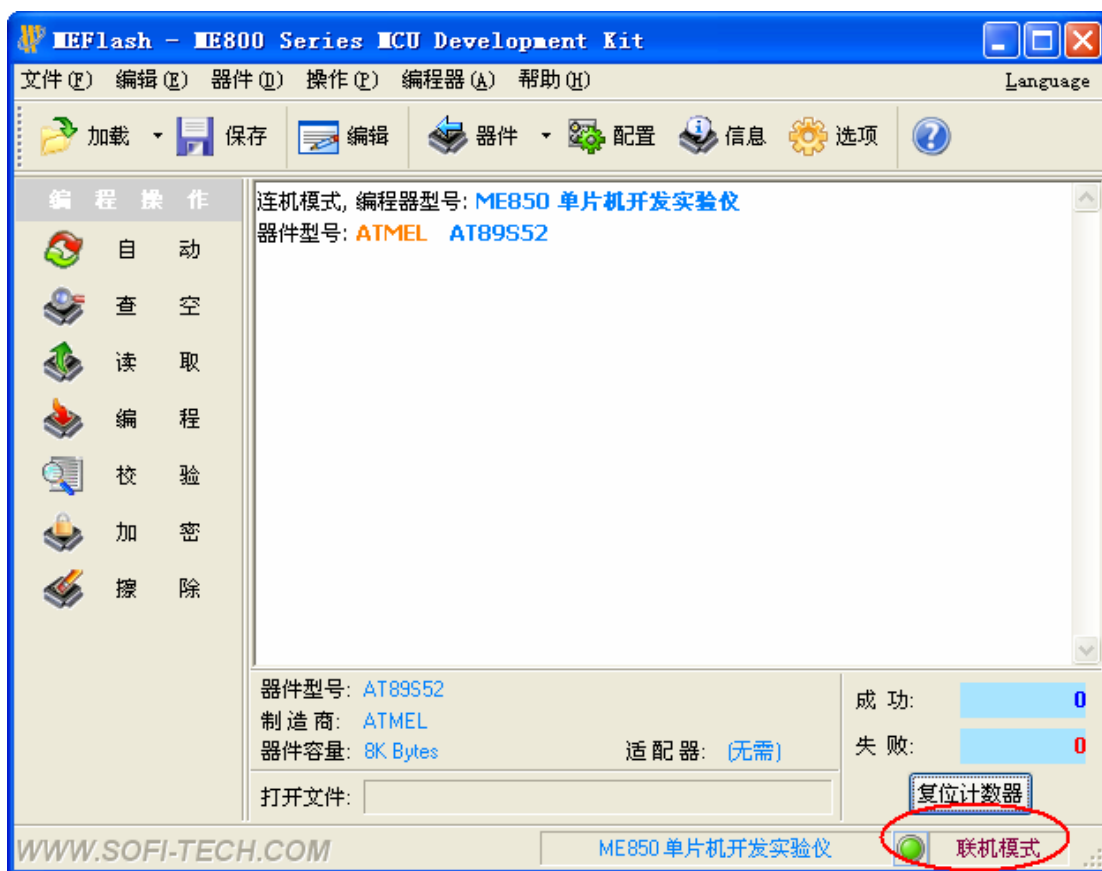 MEFlash - ME800 Series MCU Development Kit
文件(F) 编辑(E) 器件(D) 操作(P) 编程器(A) 帮助(H) Language
加载 保存 编辑 器件 配置 信息 选项
编程操作
自动
查空
读取
编程
校验
加密
擦除
连机模式, 编程器型号: ME850 单片机开发实验仪
器件型号: ATMEL AT89S52
器件型号: AT89S52
制造商: ATMEL
器件容量: 8K Bytes 适配器: (无需)
打开文件:
成功: 0
失败: 0
复位计数器
WWW.SOFI-TECH.COM ME850 单片机开发实验仪 联机模式